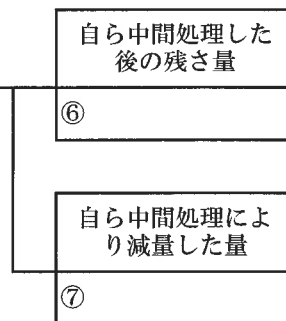 自ら中間処理した
後の残さ量
⑥
自ら中間処理によ
り減量した量
⑦